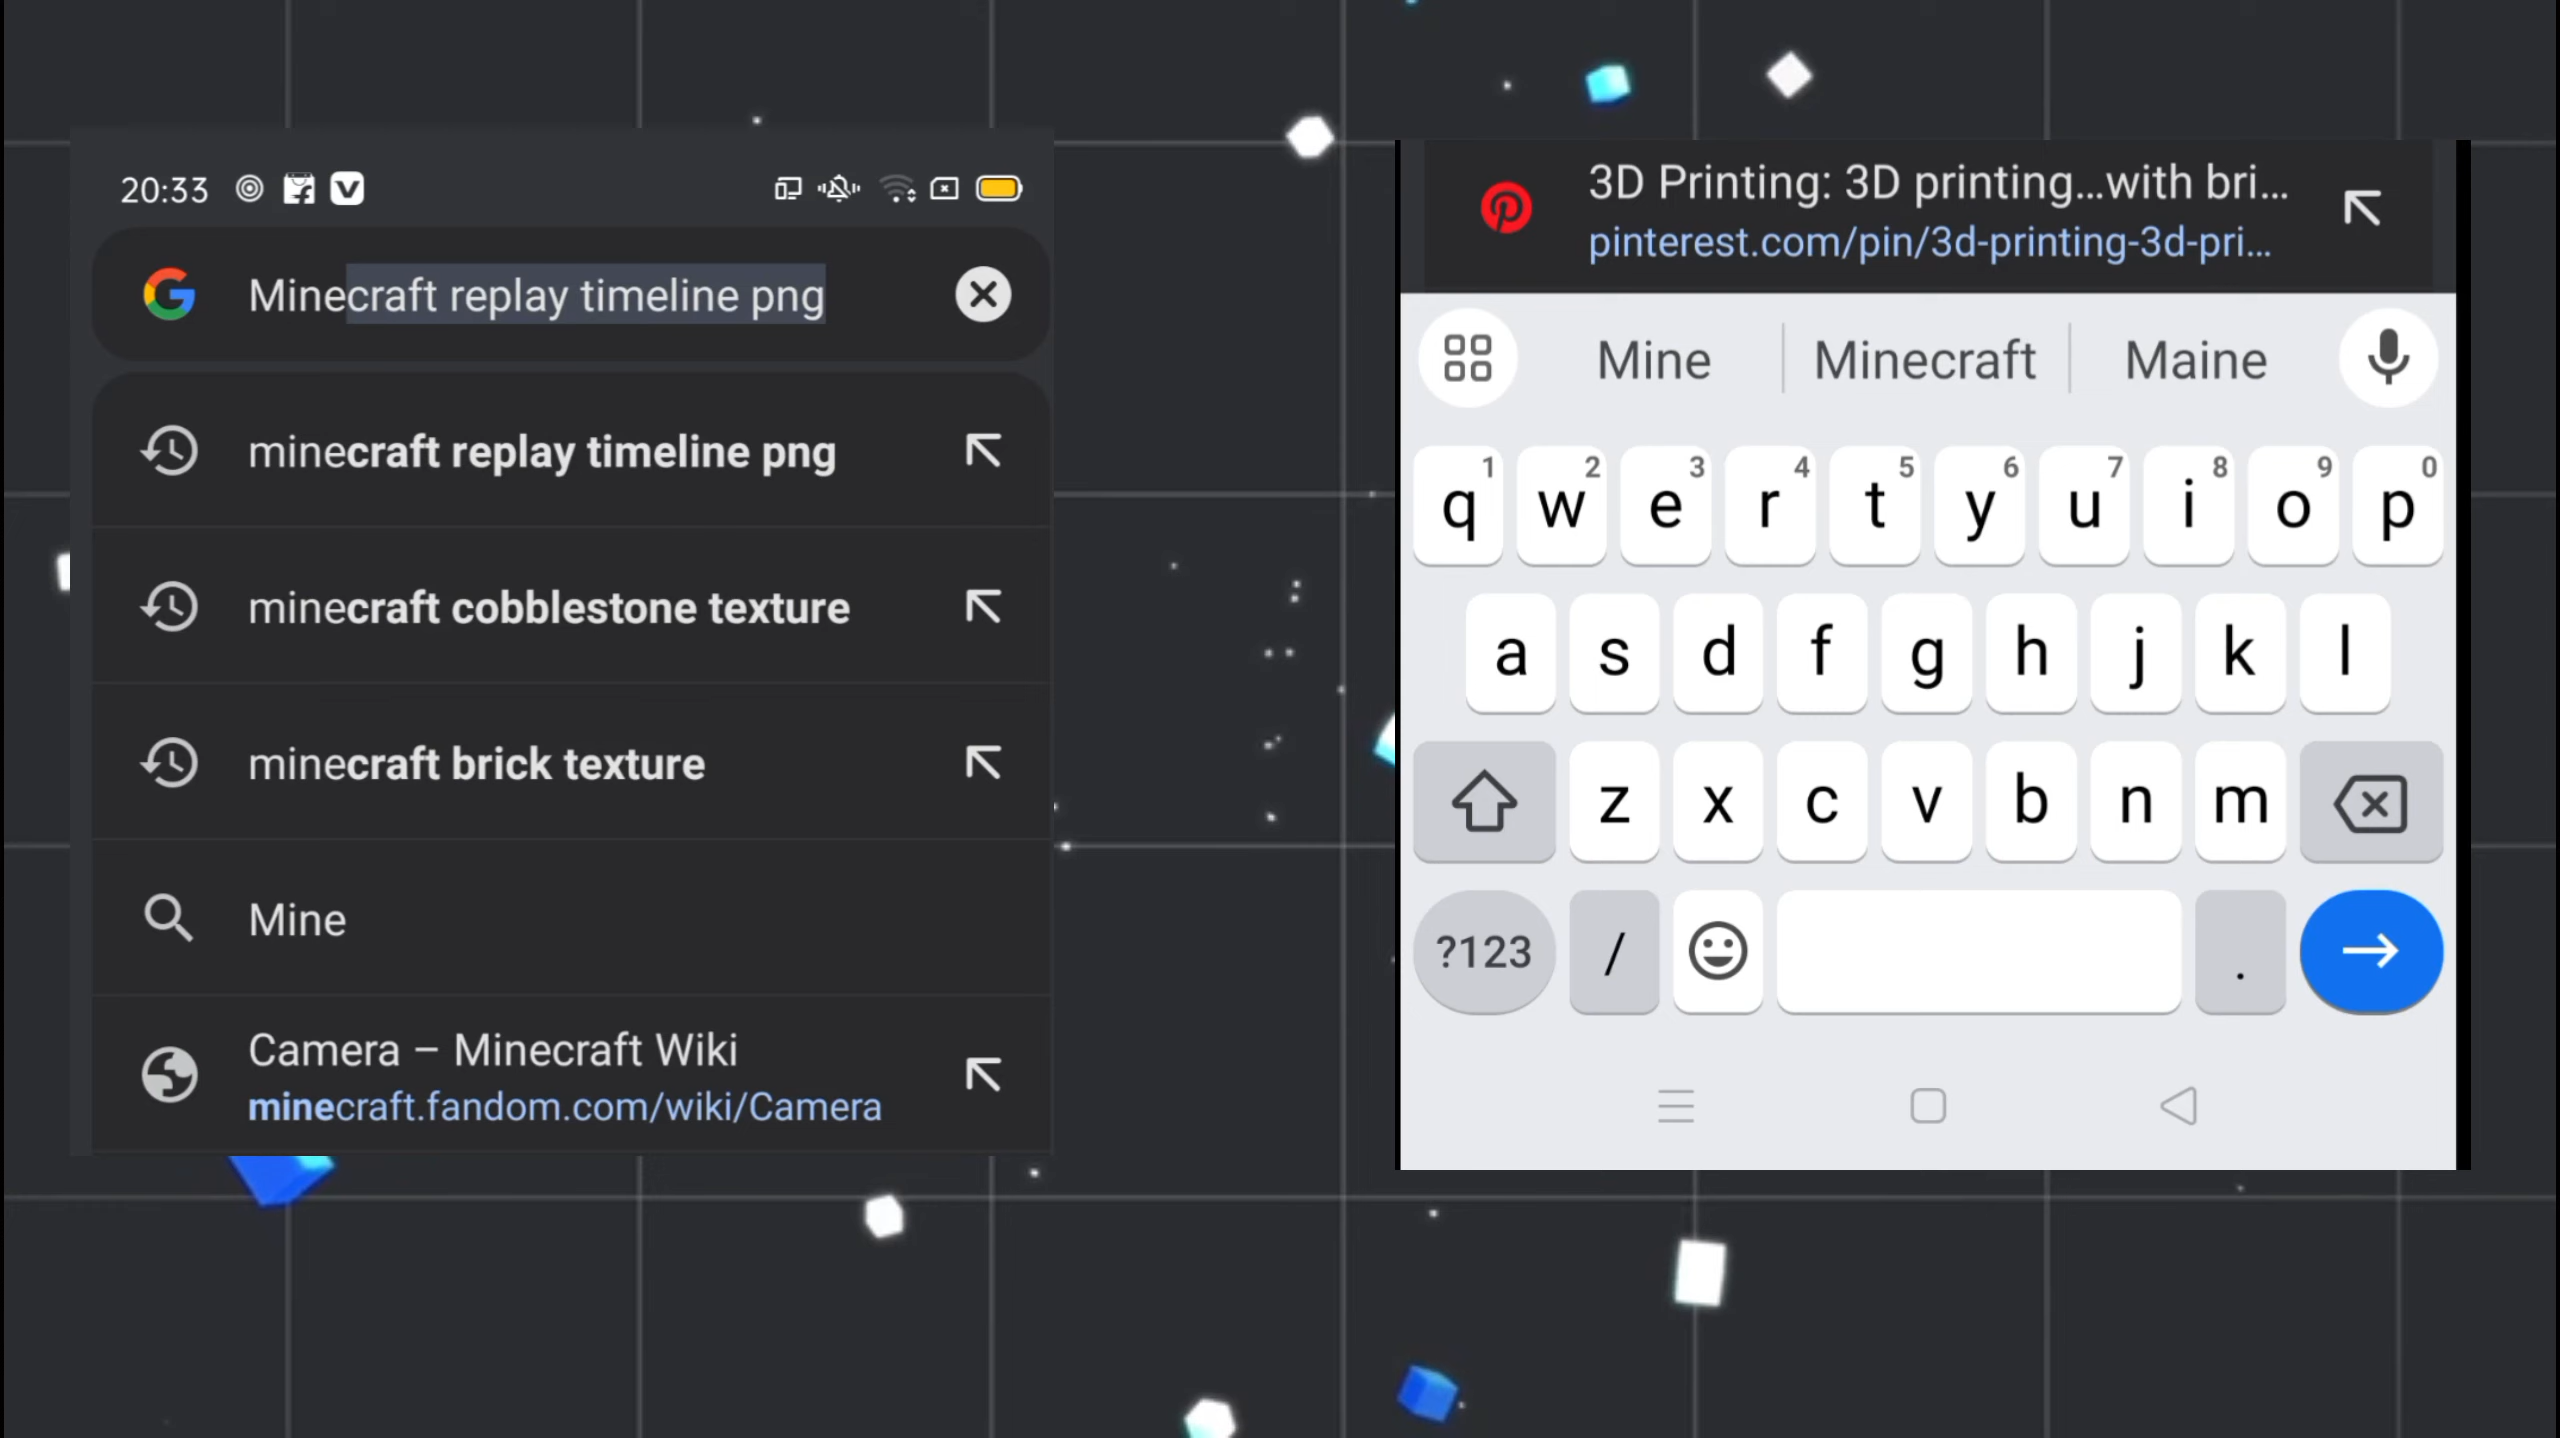 20:33
Minecraft replay timeline png
minecraft replay timeline png
minecraft cobblestone texture
minecraft brick texture
Mine
Camera – Minecraft Wiki
minecraft.fandom.com/wiki/Camera
3D Printing: 3D printing...with bri...
pinterest.com/pin/3d-printing-3d-pri...
Mine Minecraft Maine
1 2 3 4 5 6 7 8 9 0
q w e r t y u i o p
a s d f g h j k l
z x c v b n m
?123 / .